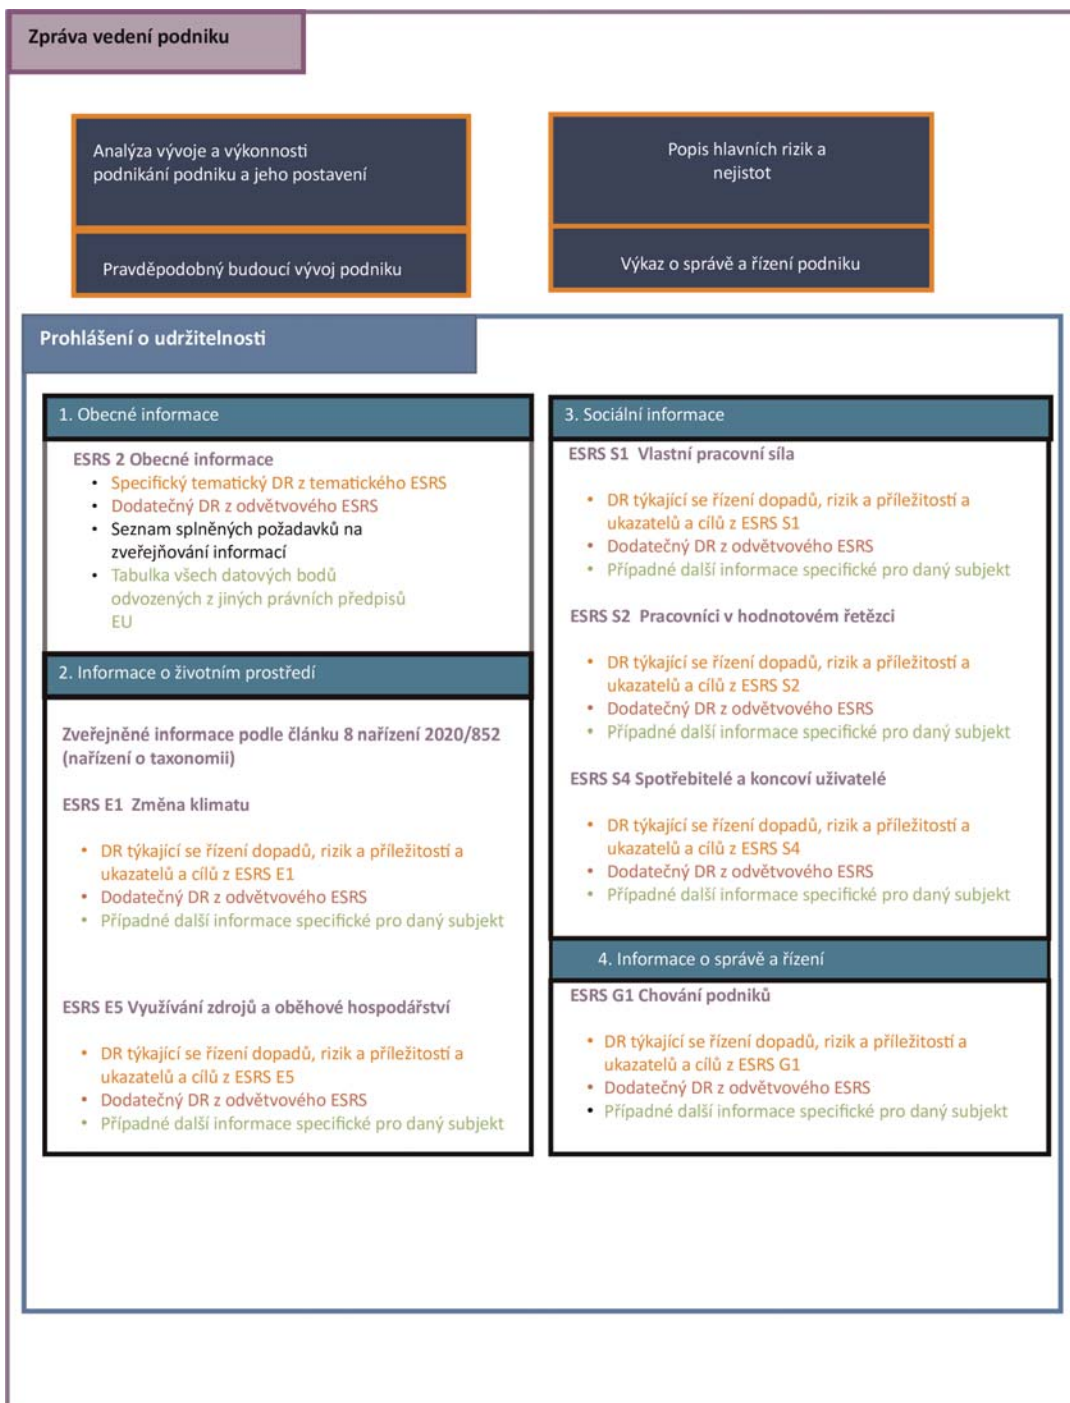 Zpráva vedení podniku
Analýza vývoje a výkonnosti
podnikání podniku a jeho postavení
Popis hlavních rizik a
nejistot
Pravděpodobný budoucí vývoj podniku
Výkaz o správě a řízení podniku
Prohlášení o udržitelnosti
1. Obecné informace
ESRS 2 Obecné informace
• Specifický tematický DR z tematického ESRS
• Dodatečný DR z odvětvového ESRS
• Seznam splněných požadavků na
zveřejňování informací
• Tabulka všech datových bodů
odvozených z jiných právních předpisů
EU
2. Informace o životním prostředí
Zveřejněné informace podle článku 8 nařízení 2020/852
(nařízení o taxonomii)
ESRS E1 Změna klimatu
• DR týkající se řízení dopadů, rizik a příležitostí a
ukazatelů a cílů z ESRS E1
• Dodatečný DR z odvětvového ESRS
• Případné další informace specifické pro daný subjekt
ESRS E5 Využívání zdrojů a oběhové hospodářství
• DR týkající se řízení dopadů, rizik a příležitostí a
ukazatelů a cílů z ESRS E5
• Dodatečný DR z odvětvového ESRS
• Případné další informace specifické pro daný subjekt
3. Sociální informace
ESRS S1 Vlastní pracovní síla
• DR týkající se řízení dopadů, rizik a příležitostí a
ukazatelů a cílů z ESRS S1
• Dodatečný DR z odvětvového ESRS
• Případné další informace specifické pro daný subjekt
ESRS S2 Pracovníci v hodnotovém řetězci
• DR týkající se řízení dopadů, rizik a příležitostí a
ukazatelů a cílů z ESRS S2
• Dodatečný DR z odvětvového ESRS
• Případné další informace specifické pro daný subjekt
ESRS S4 Spotřebitelé a koncoví uživatelé
• DR týkající se řízení dopadů, rizik a příležitostí a
ukazatelů a cílů z ESRS S4
• Dodatečný DR z odvětvového ESRS
• Případné další informace specifické pro daný subjekt
4. Informace o správě a řízení
ESRS G1 Chování podniků
• DR týkající se řízení dopadů, rizik a příležitostí a
ukazatelů a cílů z ESRS G1
• Dodatečný DR z odvětvového ESRS
• Případné další informace specifické pro daný subjekt